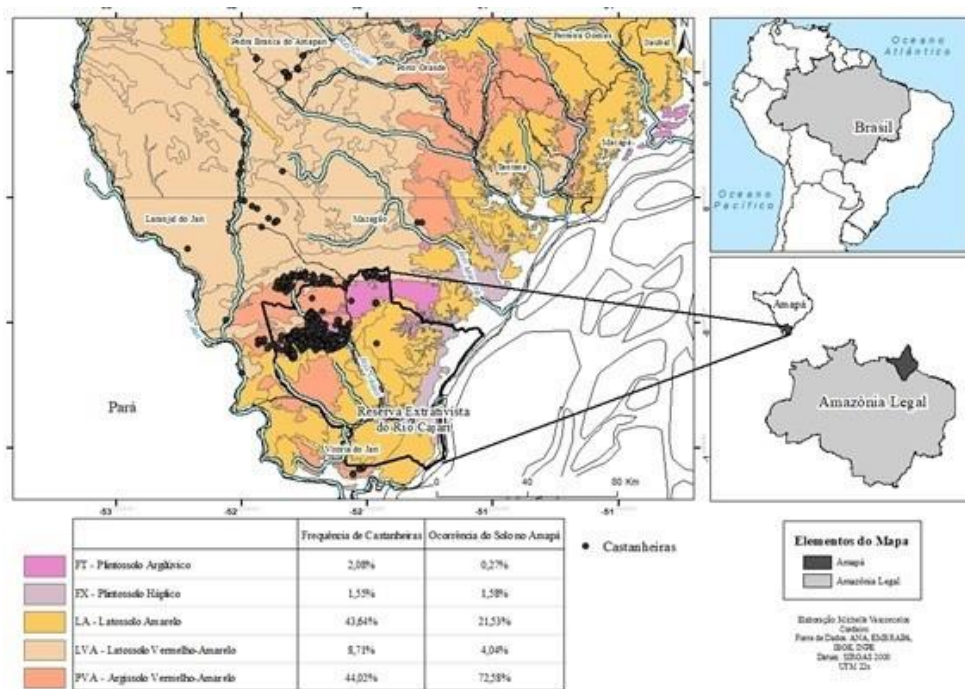 Pedra Branca do Amapari
Porto Grande
Ferreira Gomes
Itaubal
N
Macapá
Santana
Laranjal do Jari
Mazagão
Pará
Reserva Extrativista
do Rio Cajari
Vitória do Jari
-53
-52
-52
-51
-51
0 40 80 Km
Oceano
Atlântico
Brasil
Oceano
Pacífico
Amapá
Amazônia Legal
Frequência de Castanheiras Ocorrência do Solo no Amapá
FT - Plintossolo Argilúvico 2,08% 0,27%
FX - Plintossolo Háplico 1,55% 1,58%
LA - Latossolo Amarelo 43,64% 21,53%
LVA - Latossolo Vermelho-Amarelo 8,71% 4,04%
PVA - Argissolo Vermelho-Amarelo 44,02% 72,58%
Castanheiras
Elementos do Mapa
Amapá
Amazônia Legal
Elaboração: Michelle Vasconcelos
Cordeiro
Fonte de Dados: ANA, EMBRAPA,
IBGE, INPE
Datum: SIRGAS 2000
UTM 22s